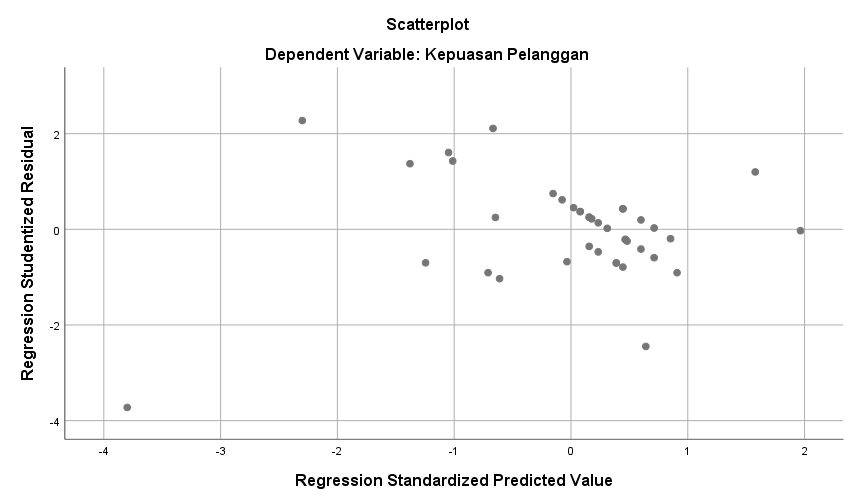 Scatterplot
Dependent Variable: Kepuasan Pelanggan
Regression Studentized Residual
2
0
-2
-4
-4
-3
-2
-1
0
1
2
Regression Standardized Predicted Value